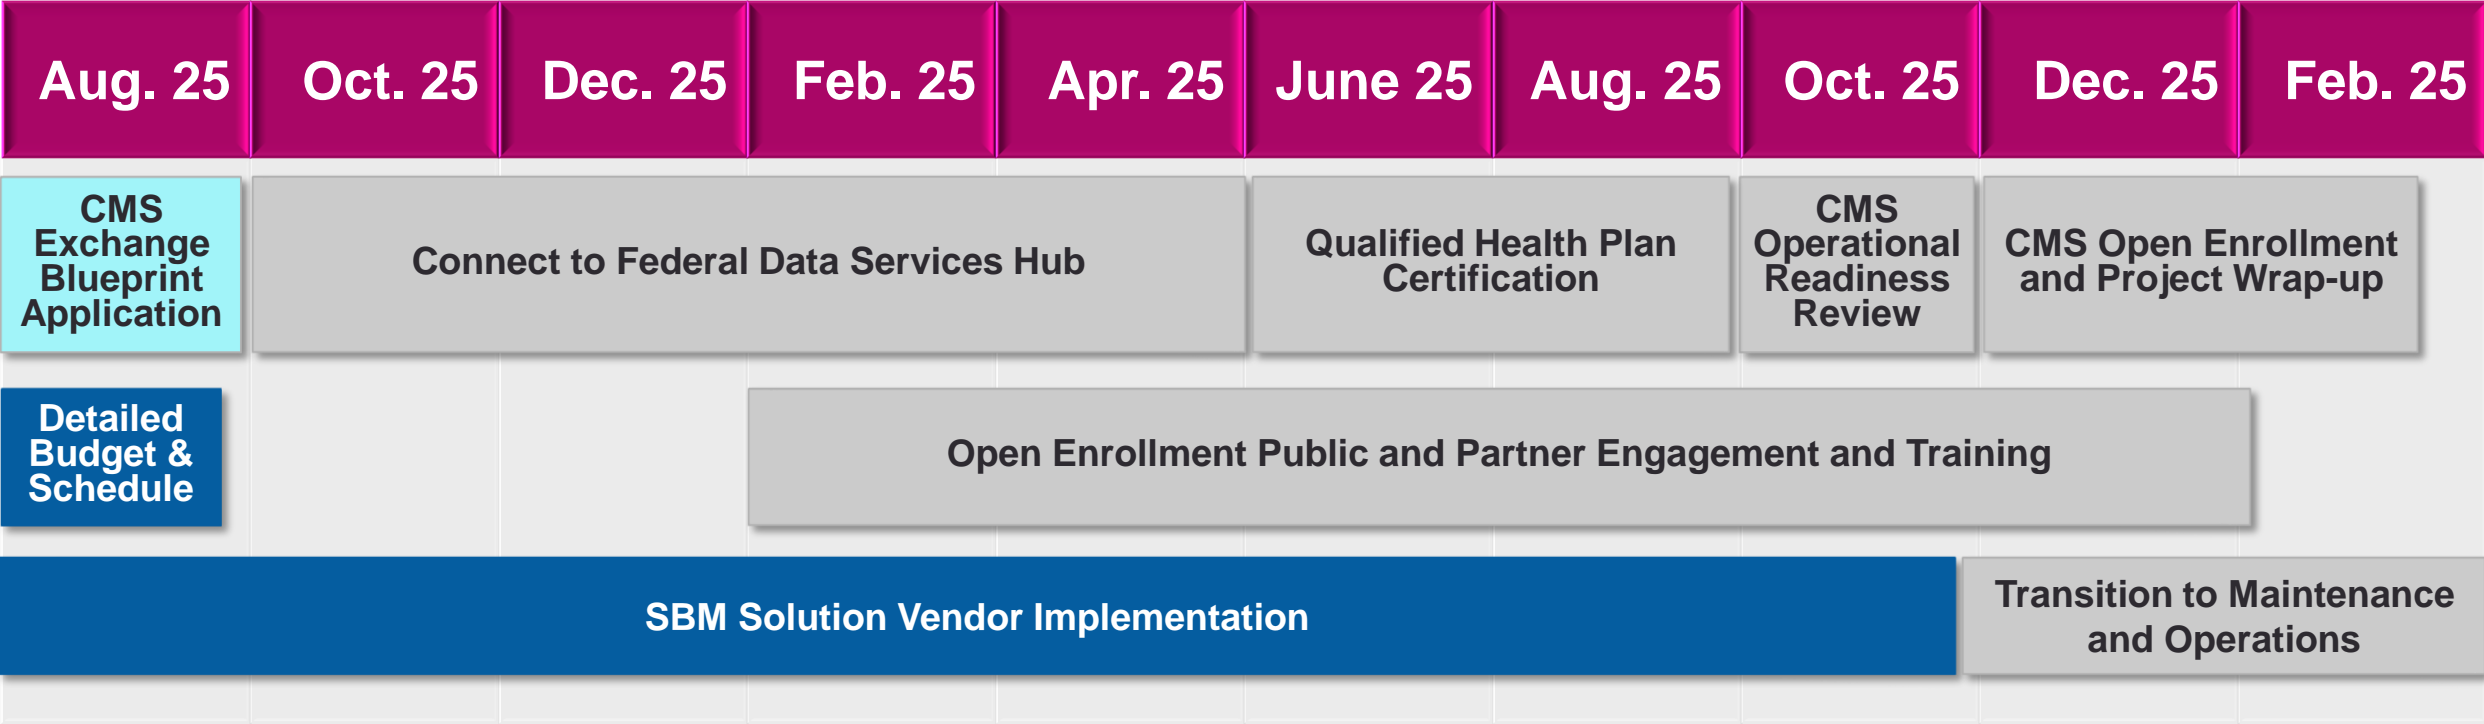 Aug. 25 Oct. 25 Dec. 25 Feb. 25 Apr. 25 June 25 Aug. 25 Oct. 25 Dec. 25 Feb. 25
CMS
Exchange
Blueprint
Application
Connect to Federal Data Services Hub
Qualified Health Plan
Certification
CMS
Operational
Readiness
Review
CMS Open Enrollment
and Project Wrap-up
Detailed
Budget &
Schedule
Open Enrollment Public and Partner Engagement and Training
SBM Solution Vendor Implementation
Transition to Maintenance
and Operations